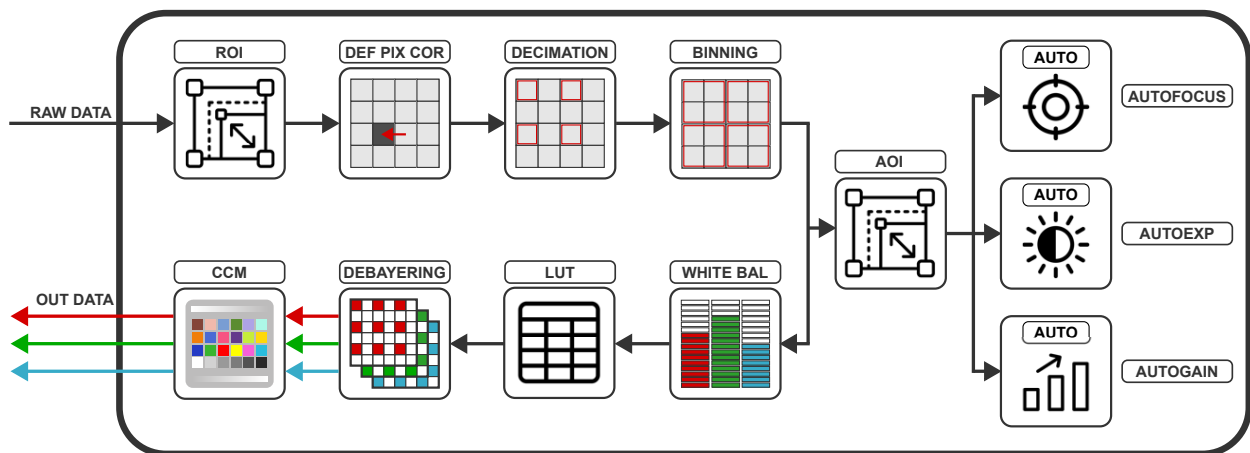 ROI
DEF PIX COR
DECIMATION
BINNING
AUTO
AUTOFOCUS
RAW DATA
AOI
AUTO
AUTOEXP
CCM
DEBAYERING
LUT
WHITE BAL
OUT DATA
AUTO
AUTOGAIN